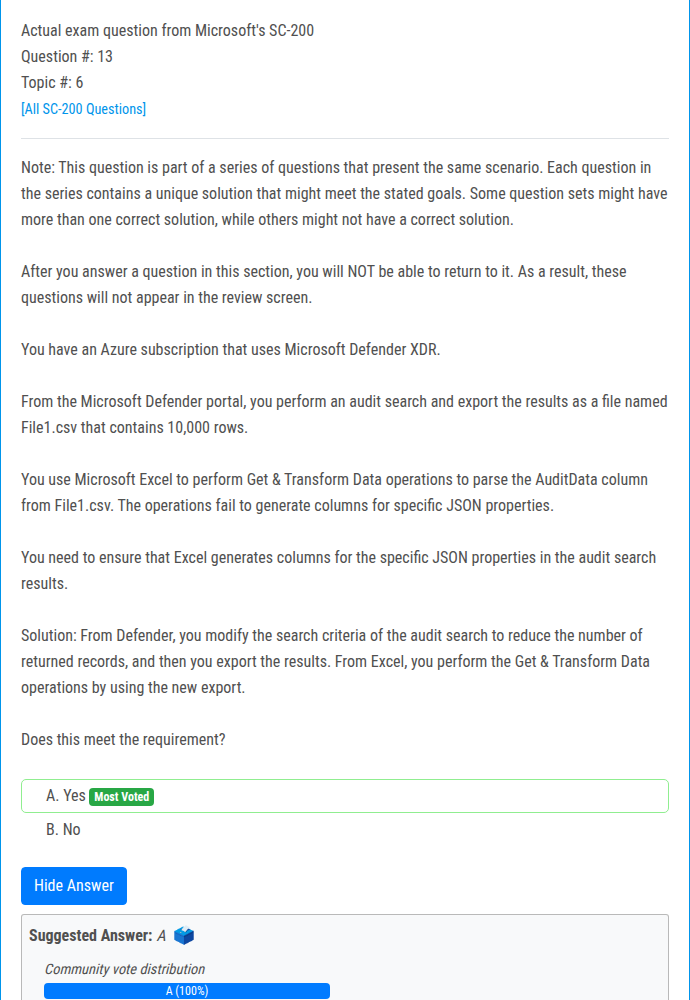 Actual exam question from Microsoft's SC-200
Question #: 13
Topic #: 6
[All SC-200 Questions]
Note: This question is part of a series of questions that present the same scenario. Each question in
the series contains a unique solution that might meet the stated goals. Some question sets might have
more than one correct solution, while others might not have a correct solution.
After you answer a question in this section, you will NOT be able to return to it. As a result, these
questions will not appear in the review screen.
You have an Azure subscription that uses Microsoft Defender XDR.
From the Microsoft Defender portal, you perform an audit search and export the results as a file named
File1.csv that contains 10,000 rows.
You use Microsoft Excel to perform Get & Transform Data operations to parse the AuditData column
from File1.csv. The operations fail to generate columns for specific JSON properties.
You need to ensure that Excel generates columns for the specific JSON properties in the audit search
results.
Solution: From Defender, you modify the search criteria of the audit search to reduce the number of
returned records, and then you export the results. From Excel, you perform the Get & Transform Data
operations by using the new export.
Does this meet the requirement?
A. Yes Most Voted
B. No
Hide Answer
Suggested Answer: A
Community vote distribution
A (100%)